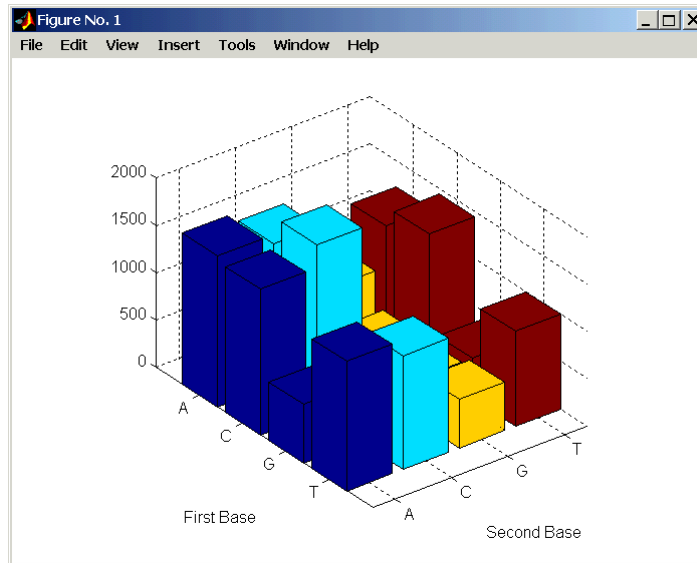 Figure No. 1
File Edit View Insert Tools Window Help
2000
1500
1000
500
0
A
C
G
T
First Base
A
C
G
T
Second Base